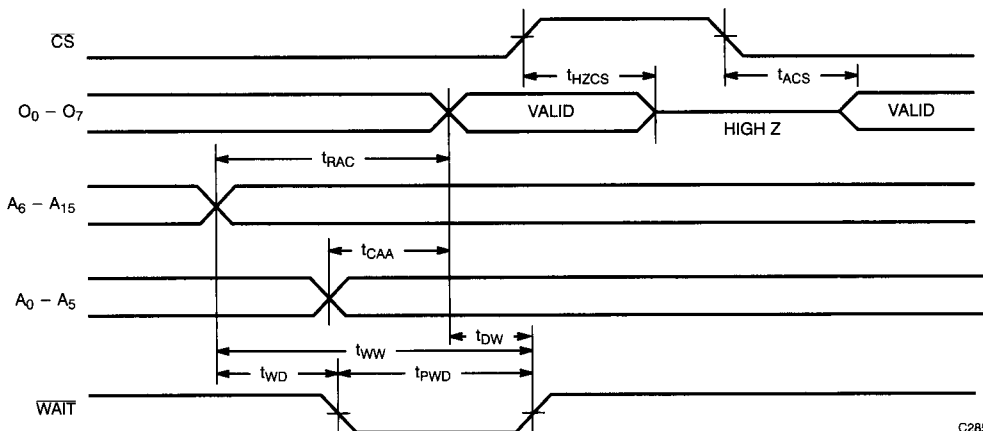 CS
tHZCS
tACS
O0 – O7
VALID
HIGH Z
VALID
tRAC
A6 – A15
tCAA
A0 – A5
tDW
tWW
tWD
tPWD
WAIT